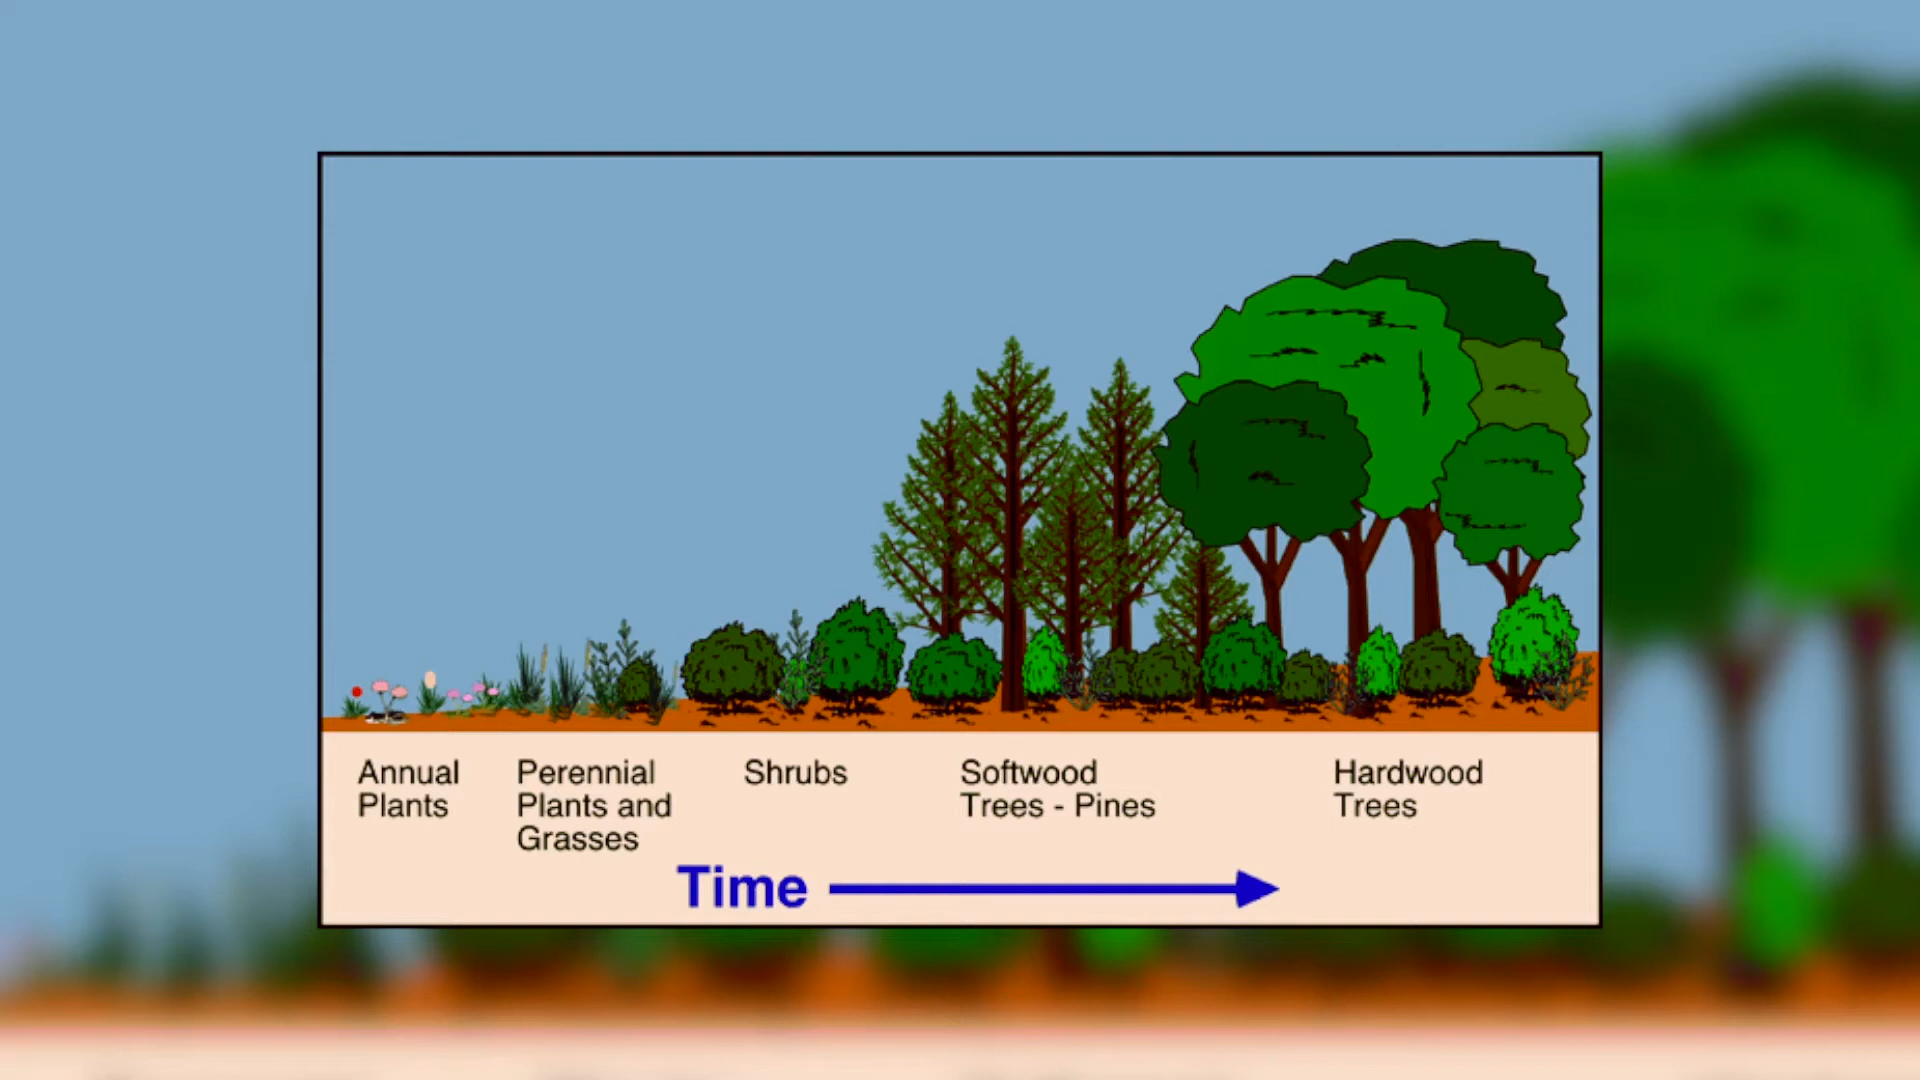 Annual
Plants
Perennial
Plants and
Grasses
Shrubs
Softwood
Trees - Pines
Hardwood
Trees
Time